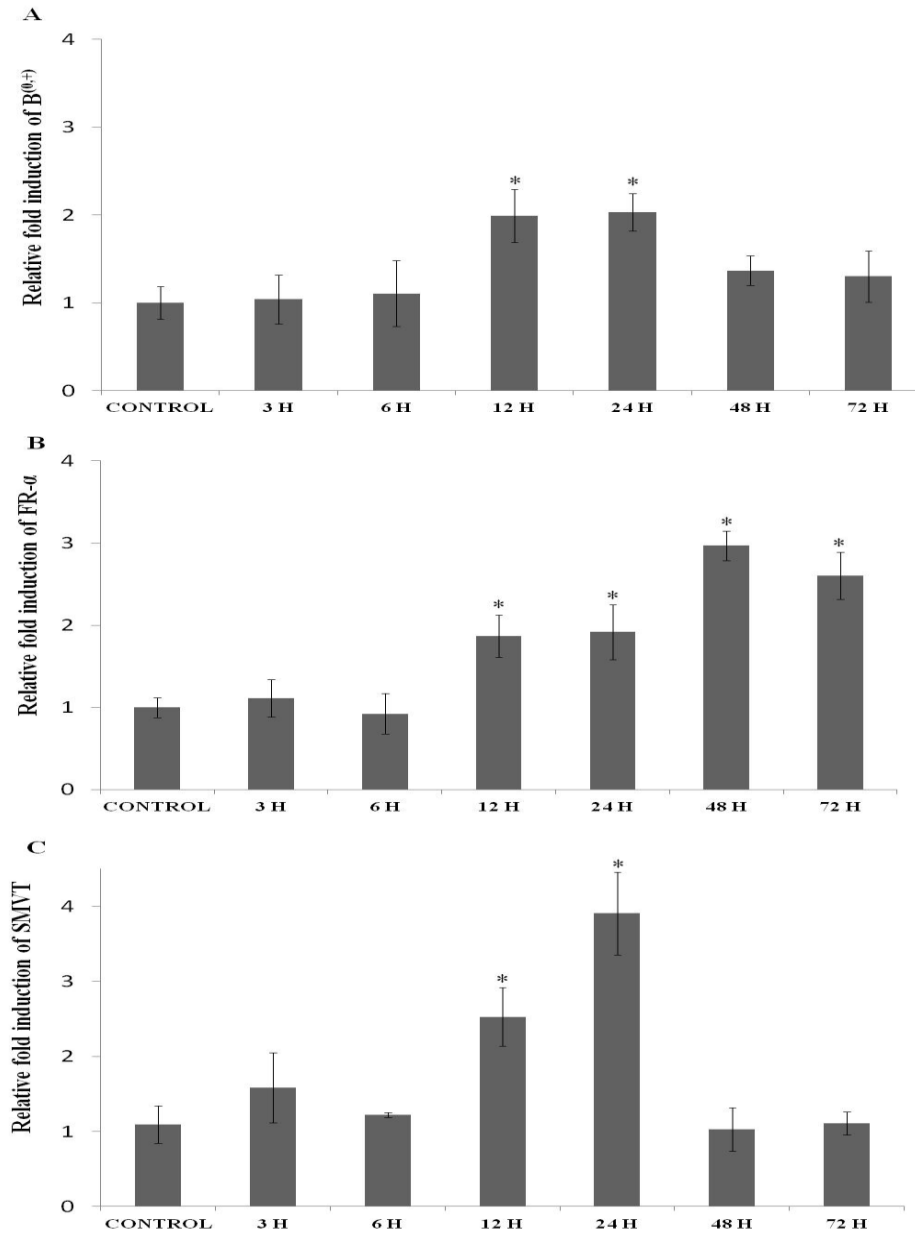 A
Relative fold induction of B(0,+)
4
3
2
1
0
* *
CONTROL 3 H 6 H 12 H 24 H 48 H 72 H
B
Relative fold induction of FR-α
4
3
2
1
0
* * * *
CONTROL 3 H 6 H 12 H 24 H 48 H 72 H
C
Relative fold induction of SMVT
4
3
2
1
0
* *
CONTROL 3 H 6 H 12 H 24 H 48 H 72 H